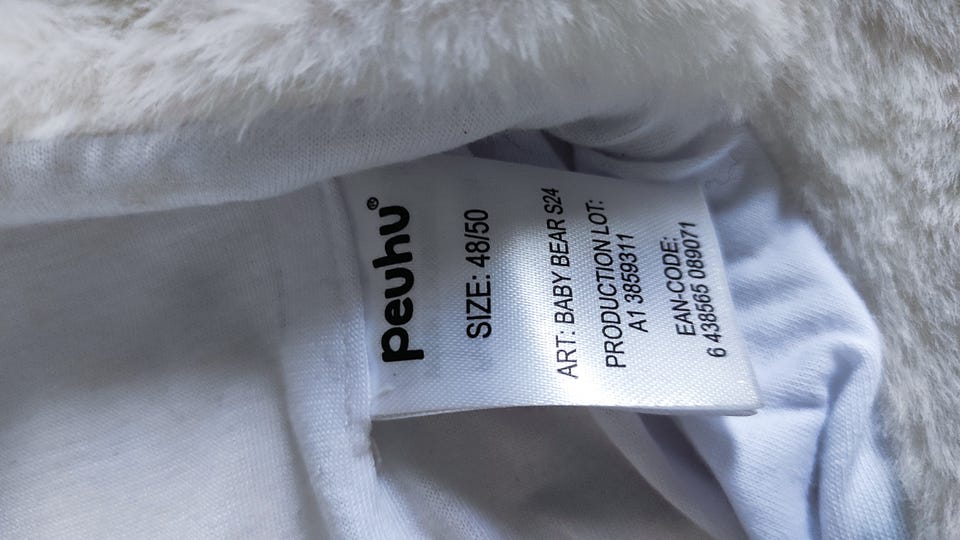 peuhu®
SIZE: 48/50
ART: BABY BEAR S24
PRODUCTION LOT:
A1 3859311
EAN-CODE:
6 438565 089071